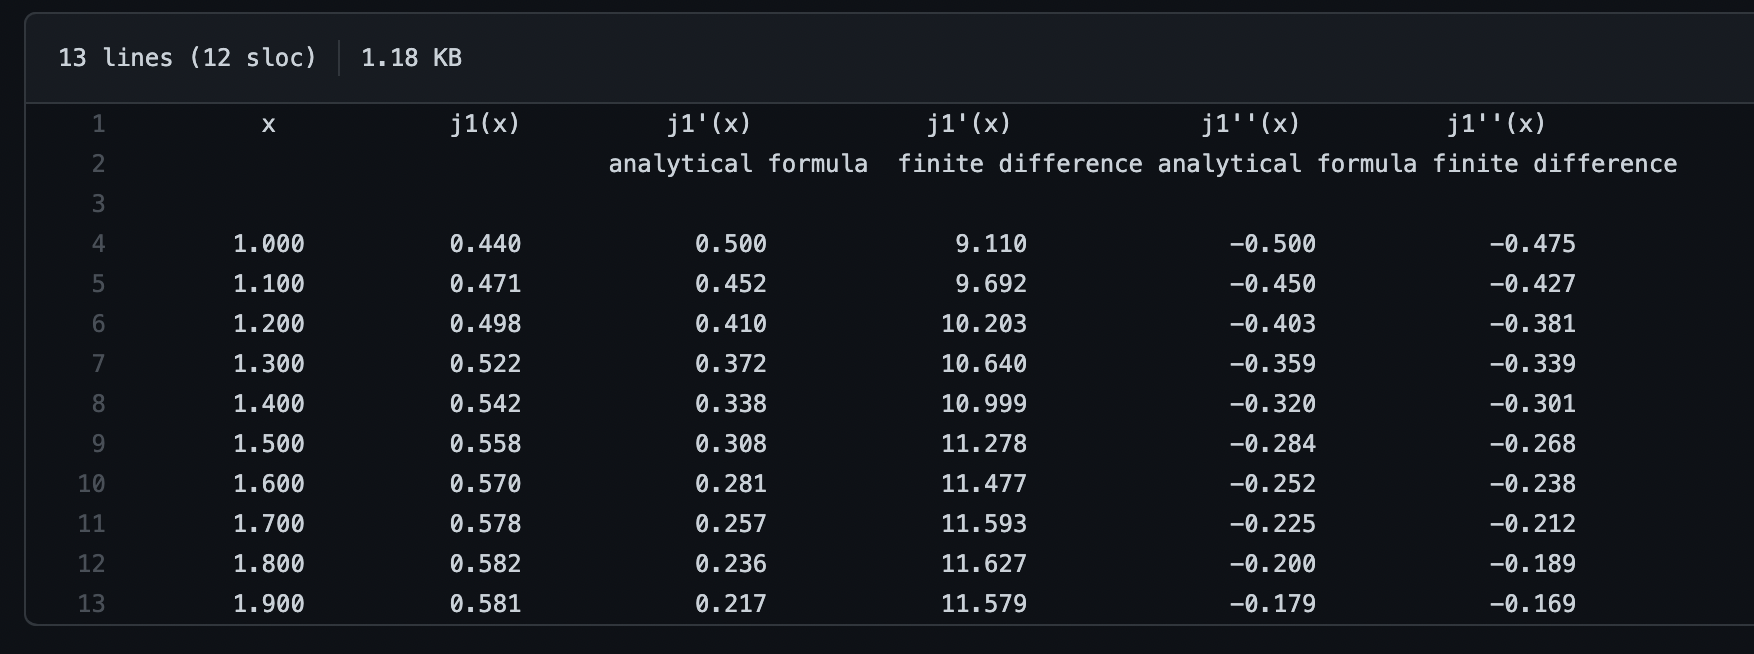 13 lines (12 sloc) 1.18 KB
1 x j1(x) j1'(x) j1'(x) j1''(x) j1''(x)
2 analytical formula finite difference analytical formula finite difference
3
4 1.000 0.440 0.500 9.110 −0.500 −0.475
5 1.100 0.471 0.452 9.692 −0.450 −0.427
6 1.200 0.498 0.410 10.203 −0.403 −0.381
7 1.300 0.522 0.372 10.640 −0.359 −0.339
8 1.400 0.542 0.338 10.999 −0.320 −0.301
9 1.500 0.558 0.308 11.278 −0.284 −0.268
10 1.600 0.570 0.281 11.477 −0.252 −0.238
11 1.700 0.578 0.257 11.593 −0.225 −0.212
12 1.800 0.582 0.236 11.627 −0.200 −0.189
13 1.900 0.581 0.217 11.579 −0.179 −0.169